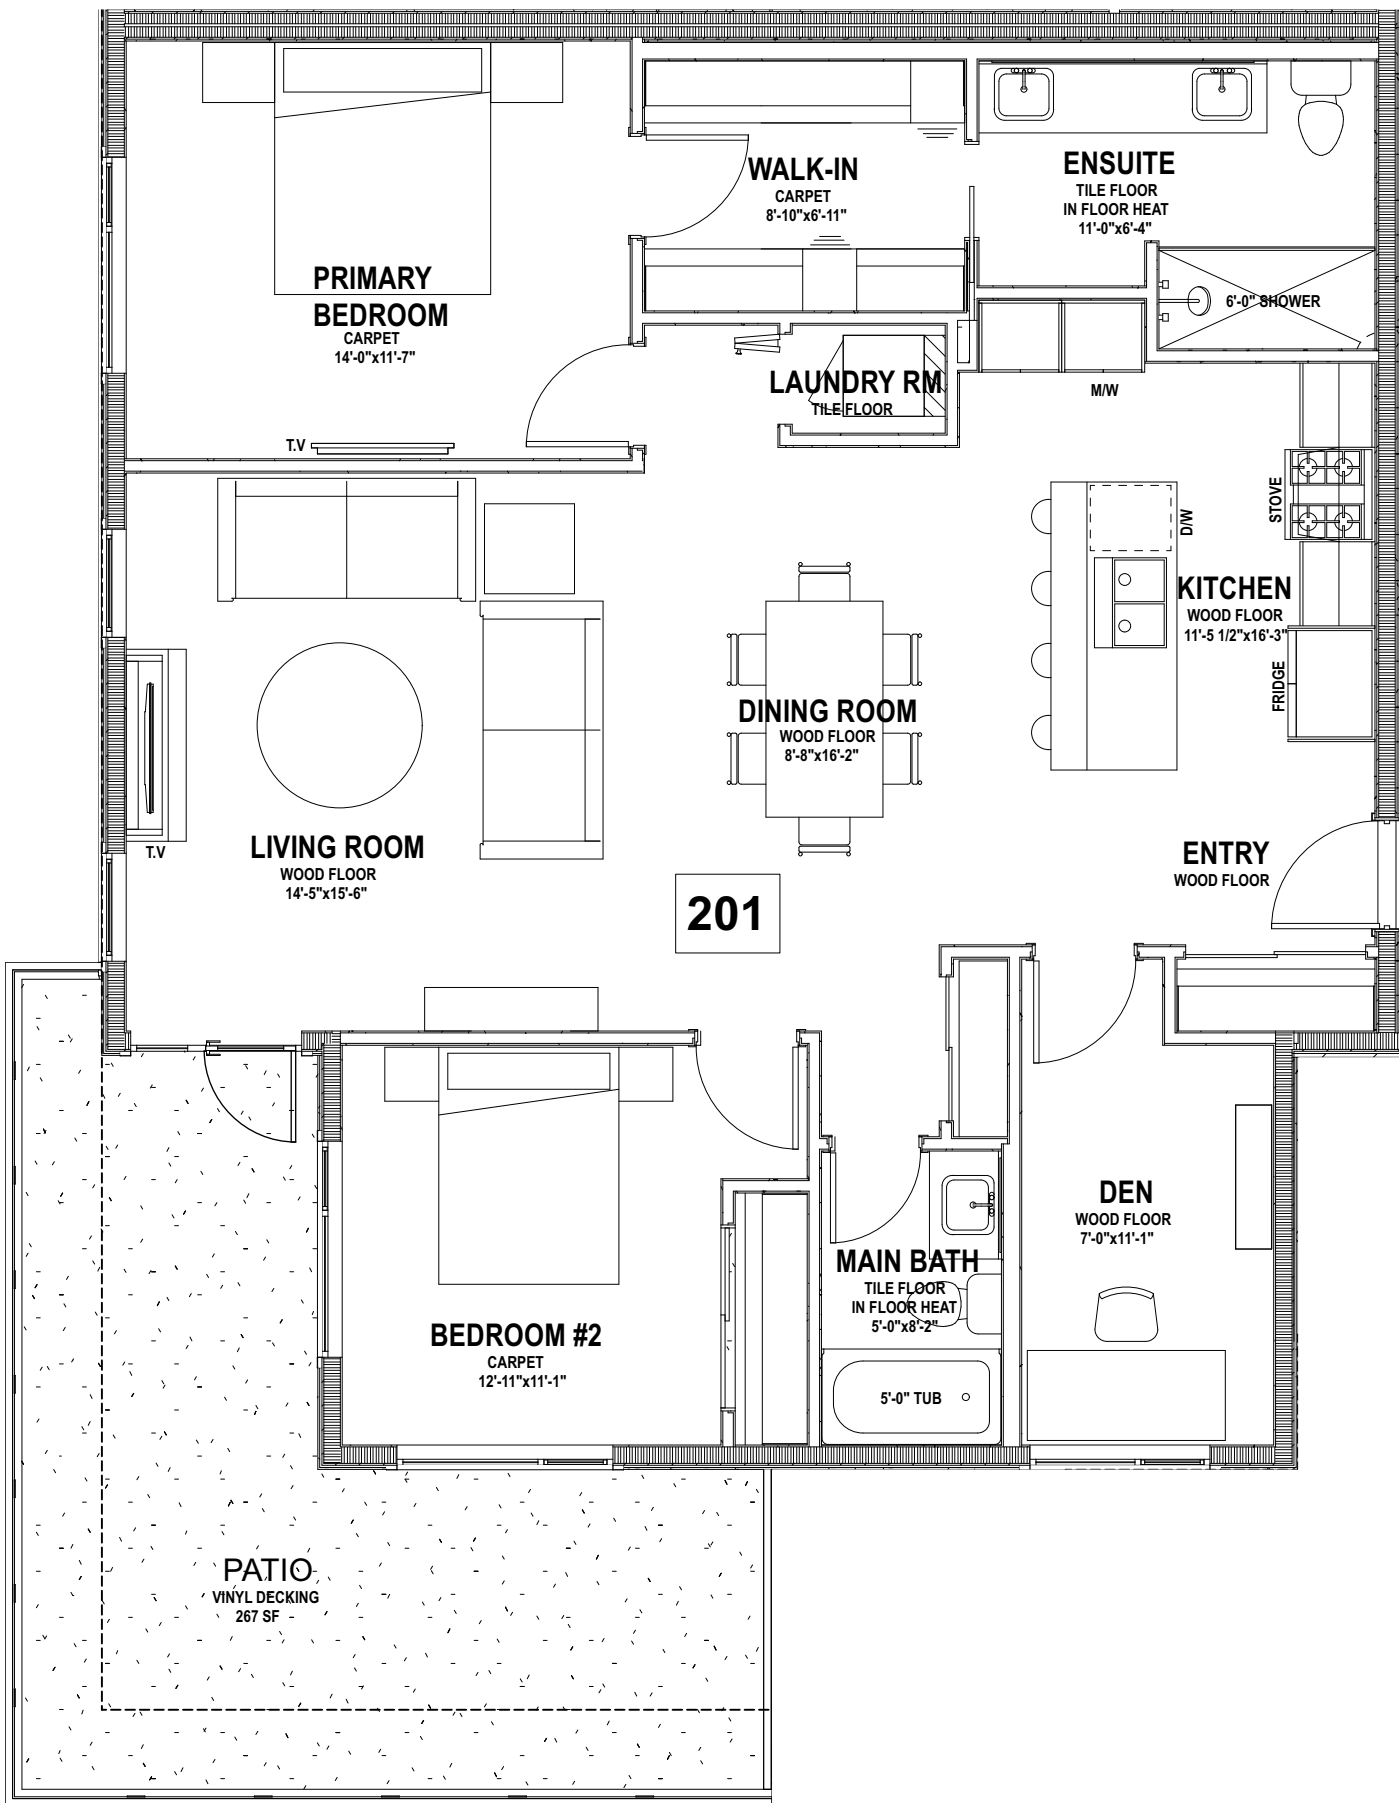 WALK-IN
CARPET
8'-10"x6'-11"
ENSUITE
TILE FLOOR
IN FLOOR HEAT
11'-0"x6'-4"
PRIMARY
BEDROOM
CARPET
14'-0"x11'-7"
6'-0" SHOWER
LAUNDRY RM
TILE FLOOR
M/W
T.V
STOVE
D/W
KITCHEN
WOOD FLOOR
11'-5 1/2"x16'-3"
FRIDGE
DINING ROOM
WOOD FLOOR
8'-8"x16'-2"
T.V
LIVING ROOM
WOOD FLOOR
14'-5"x15'-6"
ENTRY
WOOD FLOOR
201
DEN
WOOD FLOOR
7'-0"x11'-1"
MAIN BATH
TILE FLOOR
IN FLOOR HEAT
5'-0"x8'-2"
BEDROOM #2
CARPET
12'-11"x11'-1"
5'-0" TUB
PATIO
VINYL DECKING
267 SF